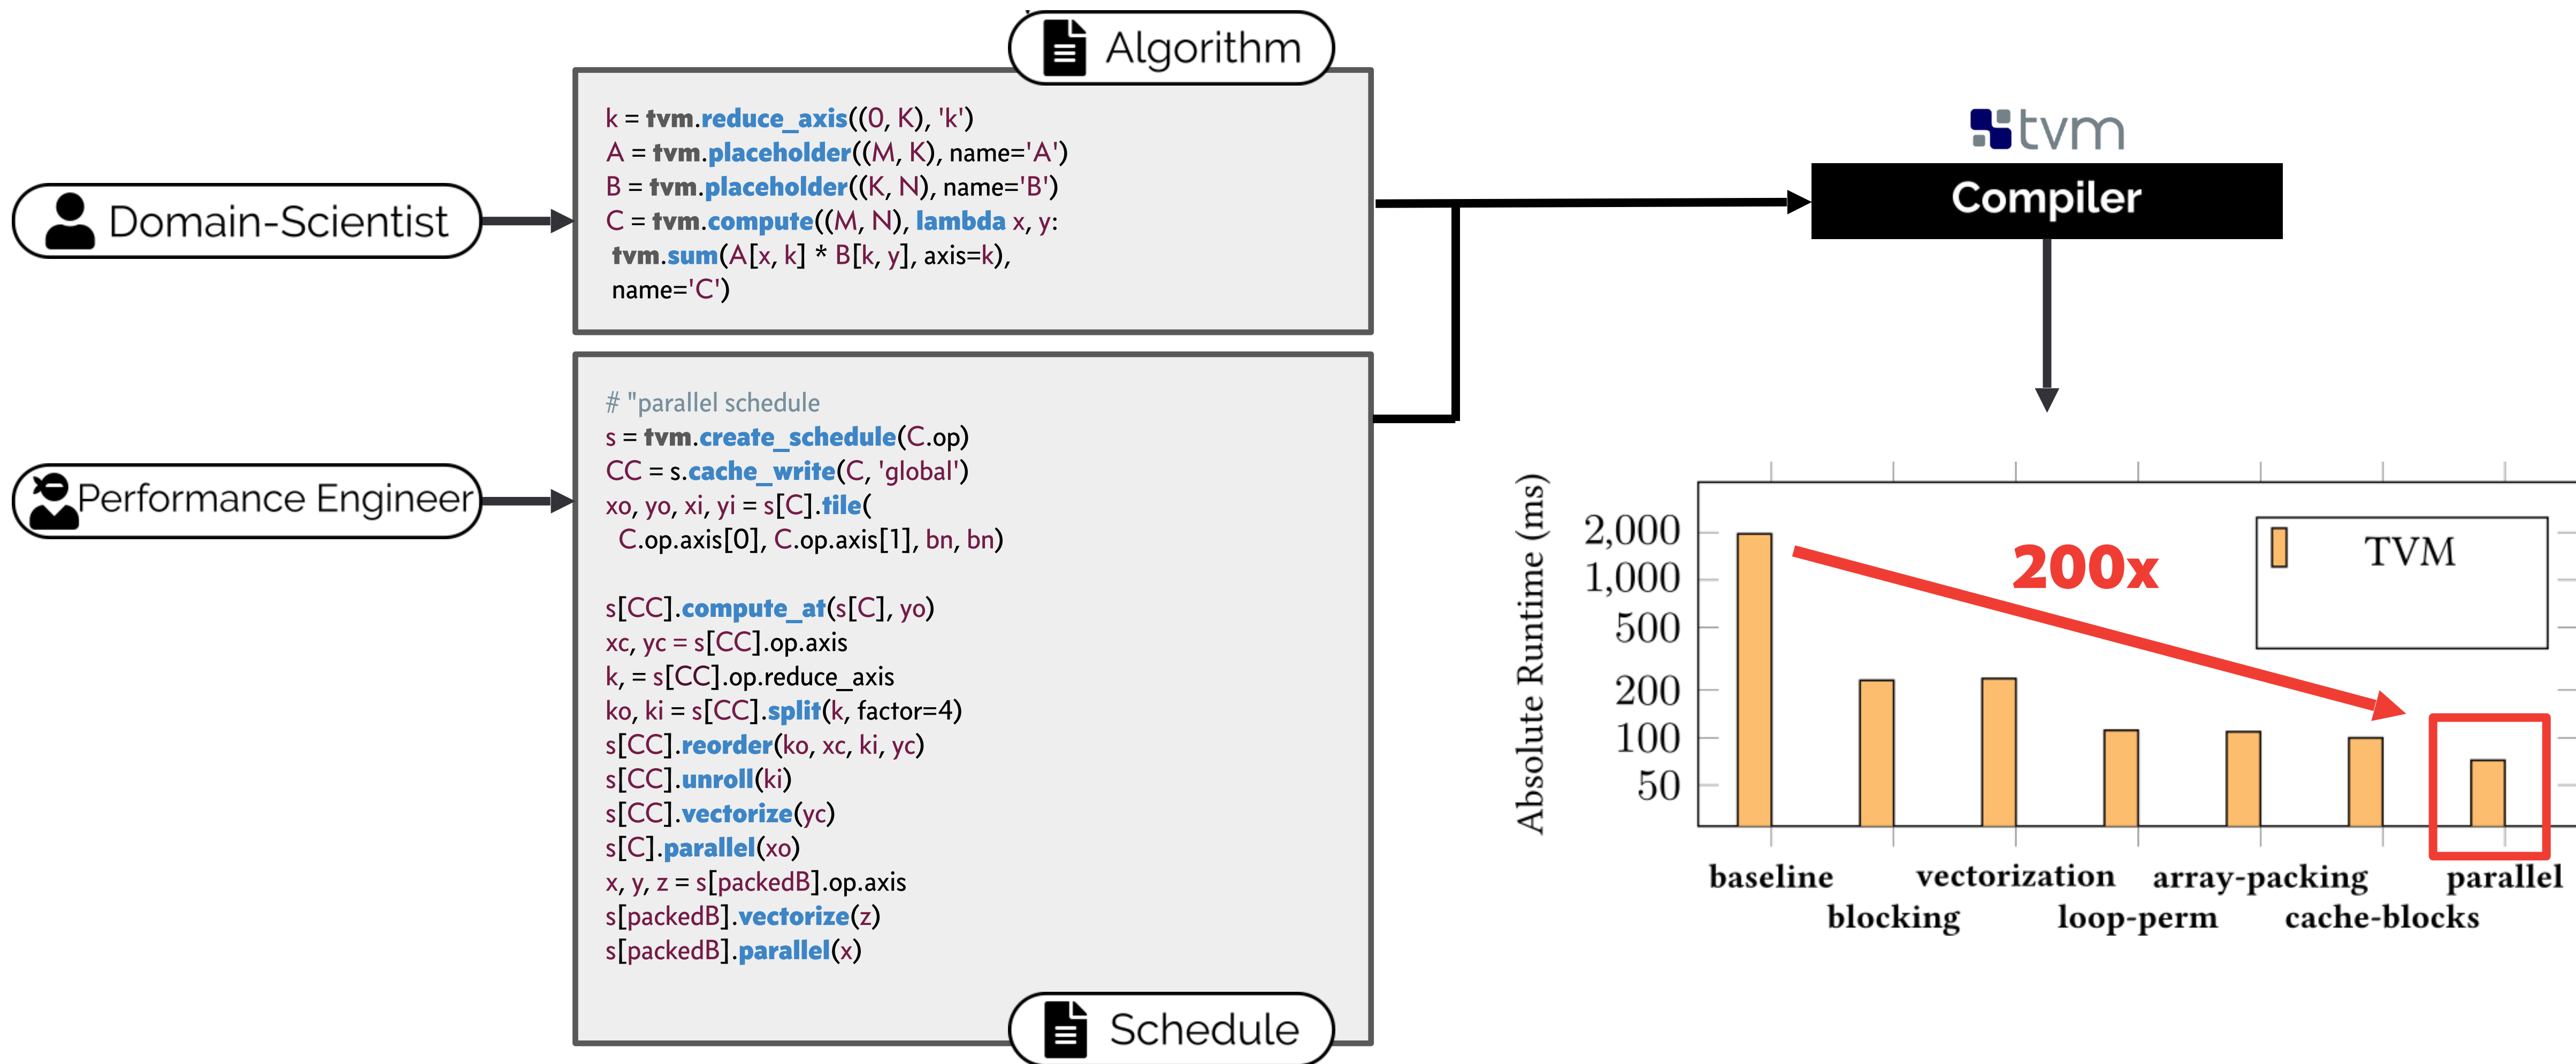 Algorithm
k = tvm.reduce_axis((0, K), 'k')
A = tvm.placeholder((M, K), name='A')
B = tvm.placeholder((K, N), name='B')
C = tvm.compute((M, N), lambda x, y:
tvm.sum(A[x, k] * B[k, y], axis=k),
name='C')
Domain-Scientist
# "parallel schedule
s = tvm.create_schedule(C.op)
CC = s.cache_write(C, 'global')
xo, yo, xi, yi = s[C].tile(
C.op.axis[0], C.op.axis[1], bn, bn)
s[CC].compute_at(s[C], yo)
xc, yc = s[CC].op.axis
k, = s[CC].op.reduce_axis
ko, ki = s[CC].split(k, factor=4)
s[CC].reorder(ko, xc, ki, yc)
s[CC].unroll(ki)
s[CC].vectorize(yc)
s[C].parallel(xo)
x, y, z = s[packedB].op.axis
s[packedB].vectorize(z)
s[packedB].parallel(x)
Performance Engineer
Schedule
tvm
Compiler
Absolute Runtime (ms)
2,000
1,000
500
200
100
50
200x
TVM
baseline
blocking
vectorization
loop-perm
array-packing
cache-blocks
parallel